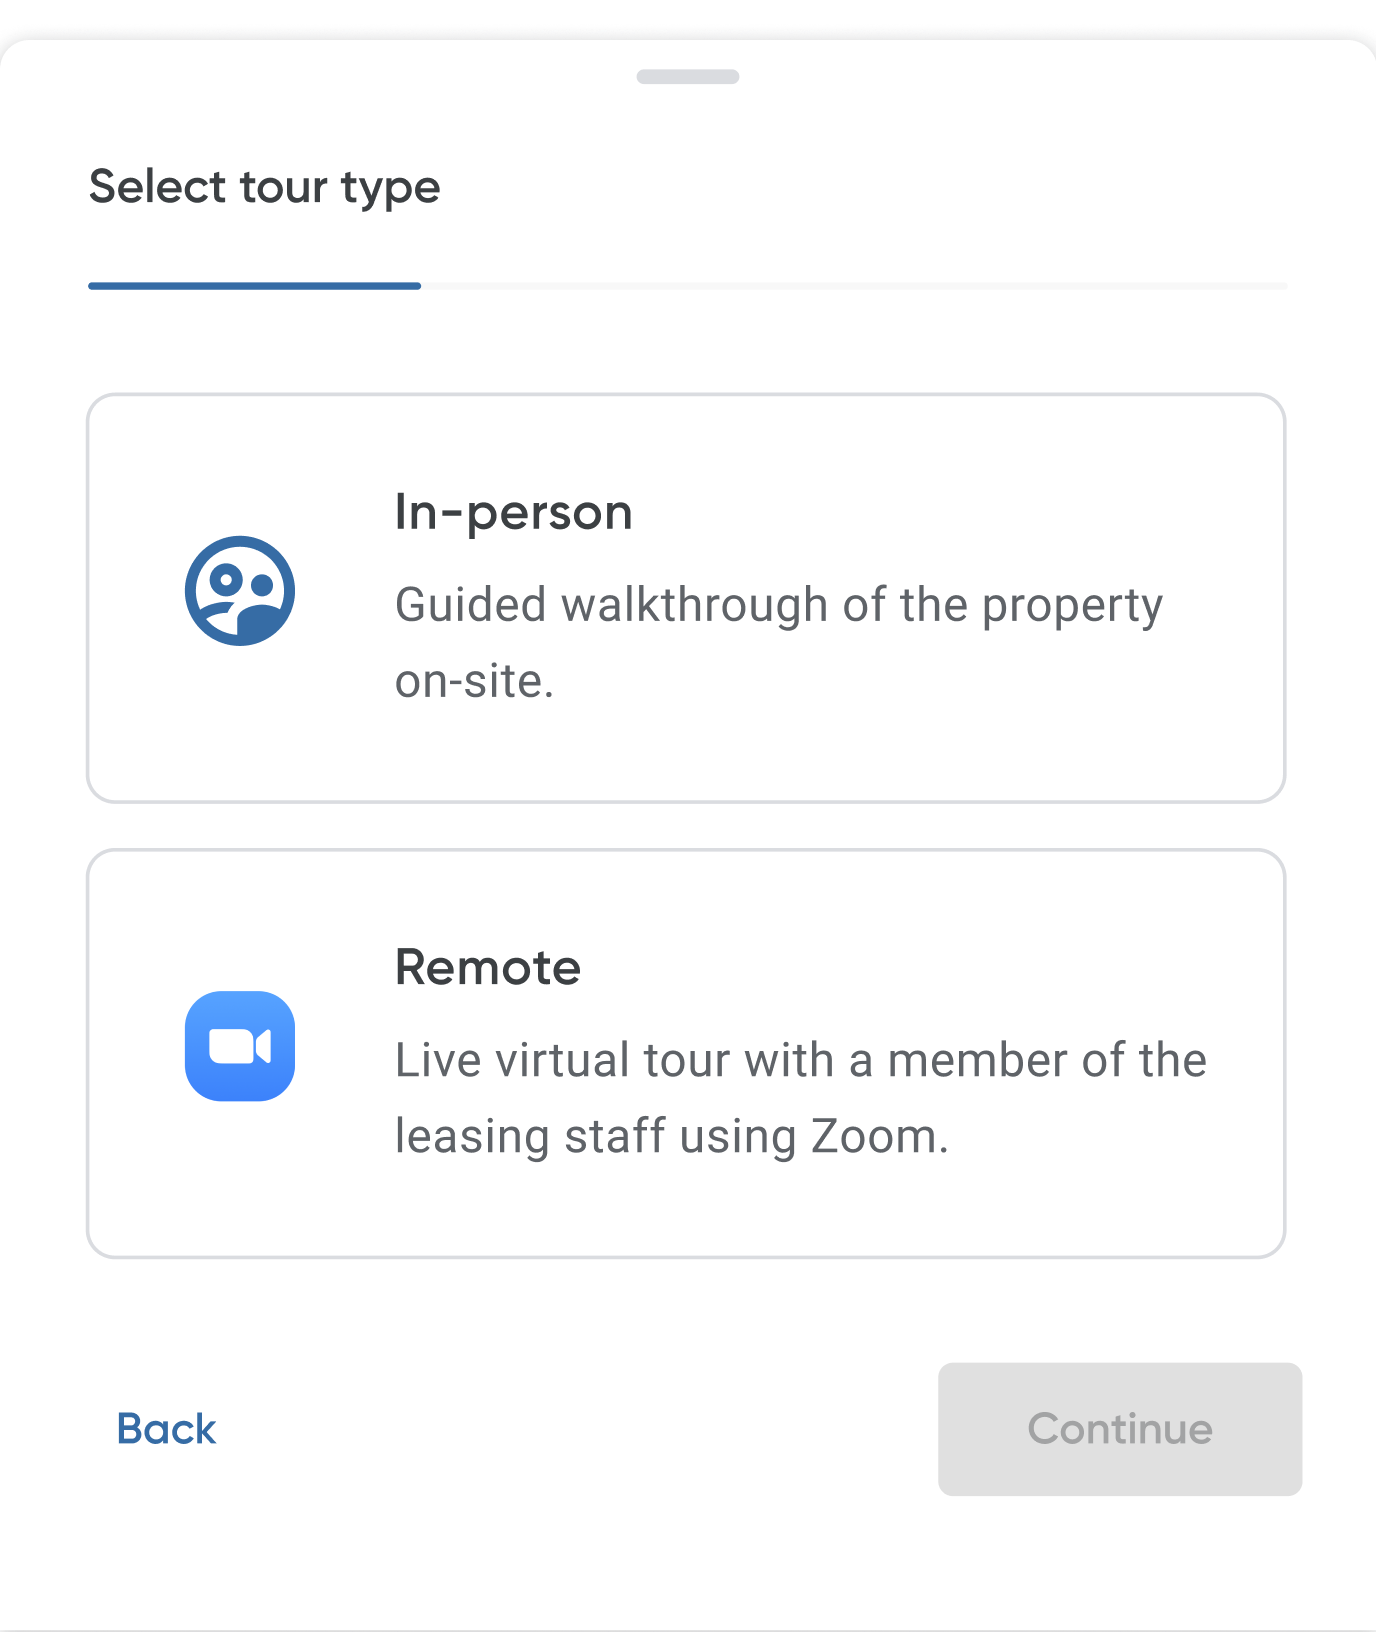 Select tour type
In-person
Guided walkthrough of the property
on-site.
Remote
Live virtual tour with a member of the
leasing staff using Zoom.
Back
Continue